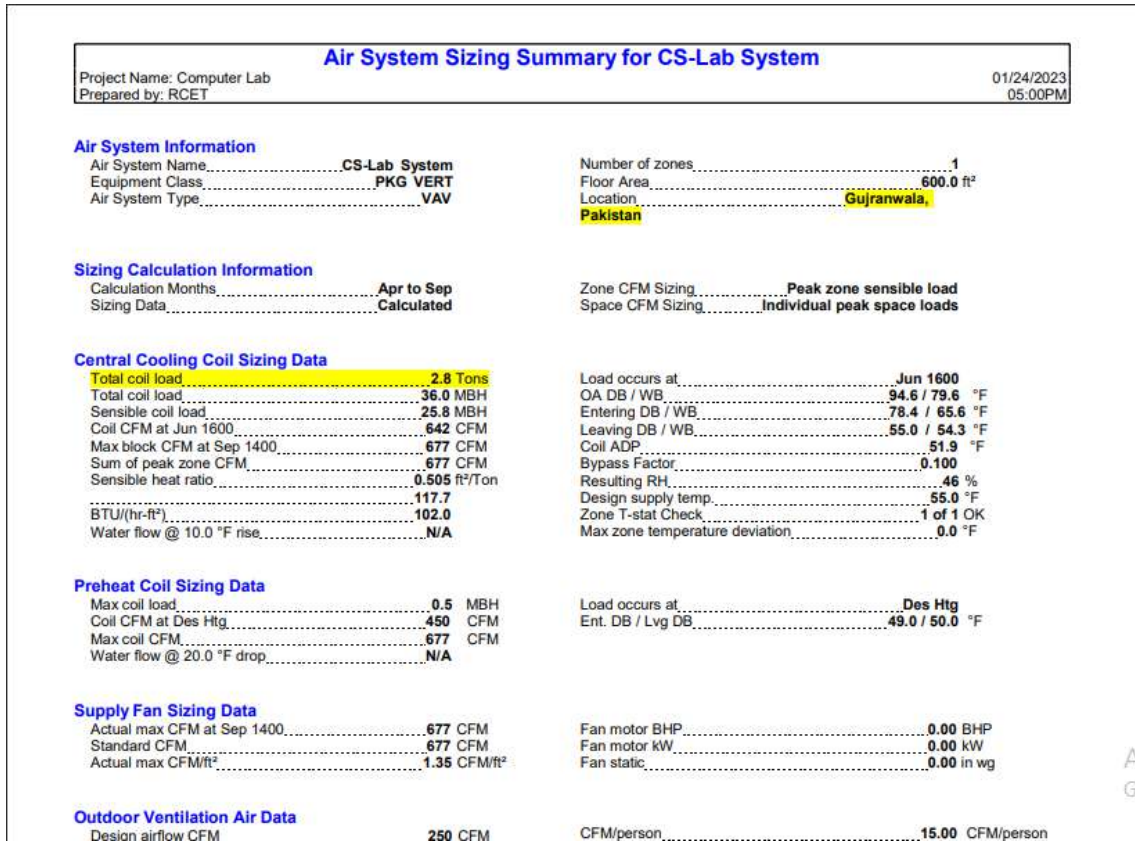 Air System Sizing Summary for CS-Lab System
Project Name: Computer Lab 01/24/2023
Prepared by: RCET 05:00PM
Air System Information
Air System Name CS-Lab System
Equipment Class PKG VERT
Air System Type VAV
Number of zones 1
Floor Area 600.0 ft²
Location Gujranwala,
Pakistan
Sizing Calculation Information
Calculation Months Apr to Sep
Sizing Data Calculated
Zone CFM Sizing Peak zone sensible load
Space CFM Sizing Individual peak space loads
Central Cooling Coil Sizing Data
Total coil load 2.8 Tons
Total coil load 36.0 MBH
Sensible coil load 25.8 MBH
Coil CFM at Jun 1600 642 CFM
Max block CFM at Sep 1400 677 CFM
Sum of peak zone CFM 677 CFM
Sensible heat ratio 0.505 ft²/Ton
117.7
BTU/(hr-ft²) 102.0
Water flow @ 10.0 °F rise N/A
Load occurs at Jun 1600
OA DB / WB 94.6 / 79.6 °F
Entering DB / WB 78.4 / 65.6 °F
Leaving DB / WB 55.0 / 54.3 °F
Coil ADP 51.9 °F
Bypass Factor 0.100
Resulting RH 46 %
Design supply temp. 55.0 °F
Zone T-stat Check 1 of 1 OK
Max zone temperature deviation 0.0 °F
Preheat Coil Sizing Data
Max coil load 0.5 MBH
Coil CFM at Des Htg 450 CFM
Max coil CFM 677 CFM
Water flow @ 20.0 °F drop N/A
Load occurs at Des Htg
Ent. DB / Lvg DB 49.0 / 50.0 °F
Supply Fan Sizing Data
Actual max CFM at Sep 1400 677 CFM
Standard CFM 677 CFM
Actual max CFM/ft² 1.35 CFM/ft²
Fan motor BHP 0.00 BHP
Fan motor kW 0.00 kW
Fan static 0.00 in wg
Outdoor Ventilation Air Data
Design airflow CFM 250 CFM
CFM/person 15.00 CFM/person